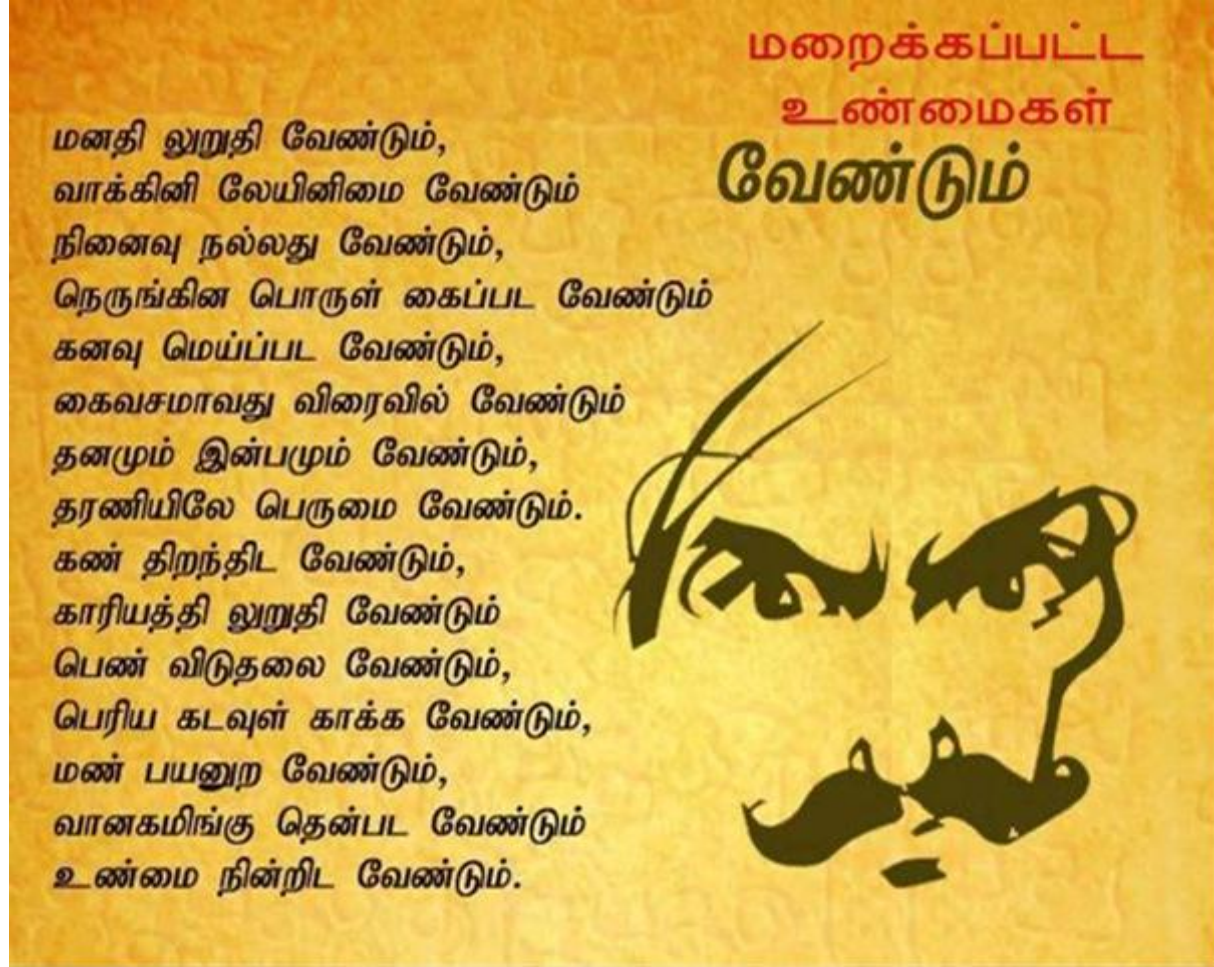 மறைக்கப்பட்ட
உண்மைகள்
வேண்டும்
மனதி லுறுதி வேண்டும்,
வாக்கினி லேயினிமை வேண்டும்
நினைவு நல்லது வேண்டும்,
நெருங்கின பொருள் கைப்பட வேண்டும்
கனவு மெய்ப்பட வேண்டும்,
கைவசமாவது விரைவில் வேண்டும்
தனமும் இன்பமும் வேண்டும்,
தரணியிலே பெருமை வேண்டும்.
கண் திறந்திட வேண்டும்,
காரியத்தி லுறுதி வேண்டும்
பெண் விடுதலை வேண்டும்,
பெரிய கடவுள் காக்க வேண்டும்,
மண் பயனுற வேண்டும்,
வானகமிங்கு தென்பட வேண்டும்
உண்மை நின்றிட வேண்டும்.